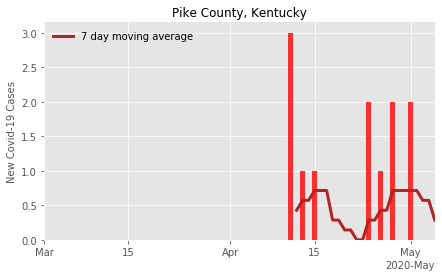 Pike County, Kentucky
7 day moving average
New Covid-19 Cases
3.0
2.5
2.0
1.5
1.0
0.5
0.0
Mar 15 Apr 15 May
2020-May